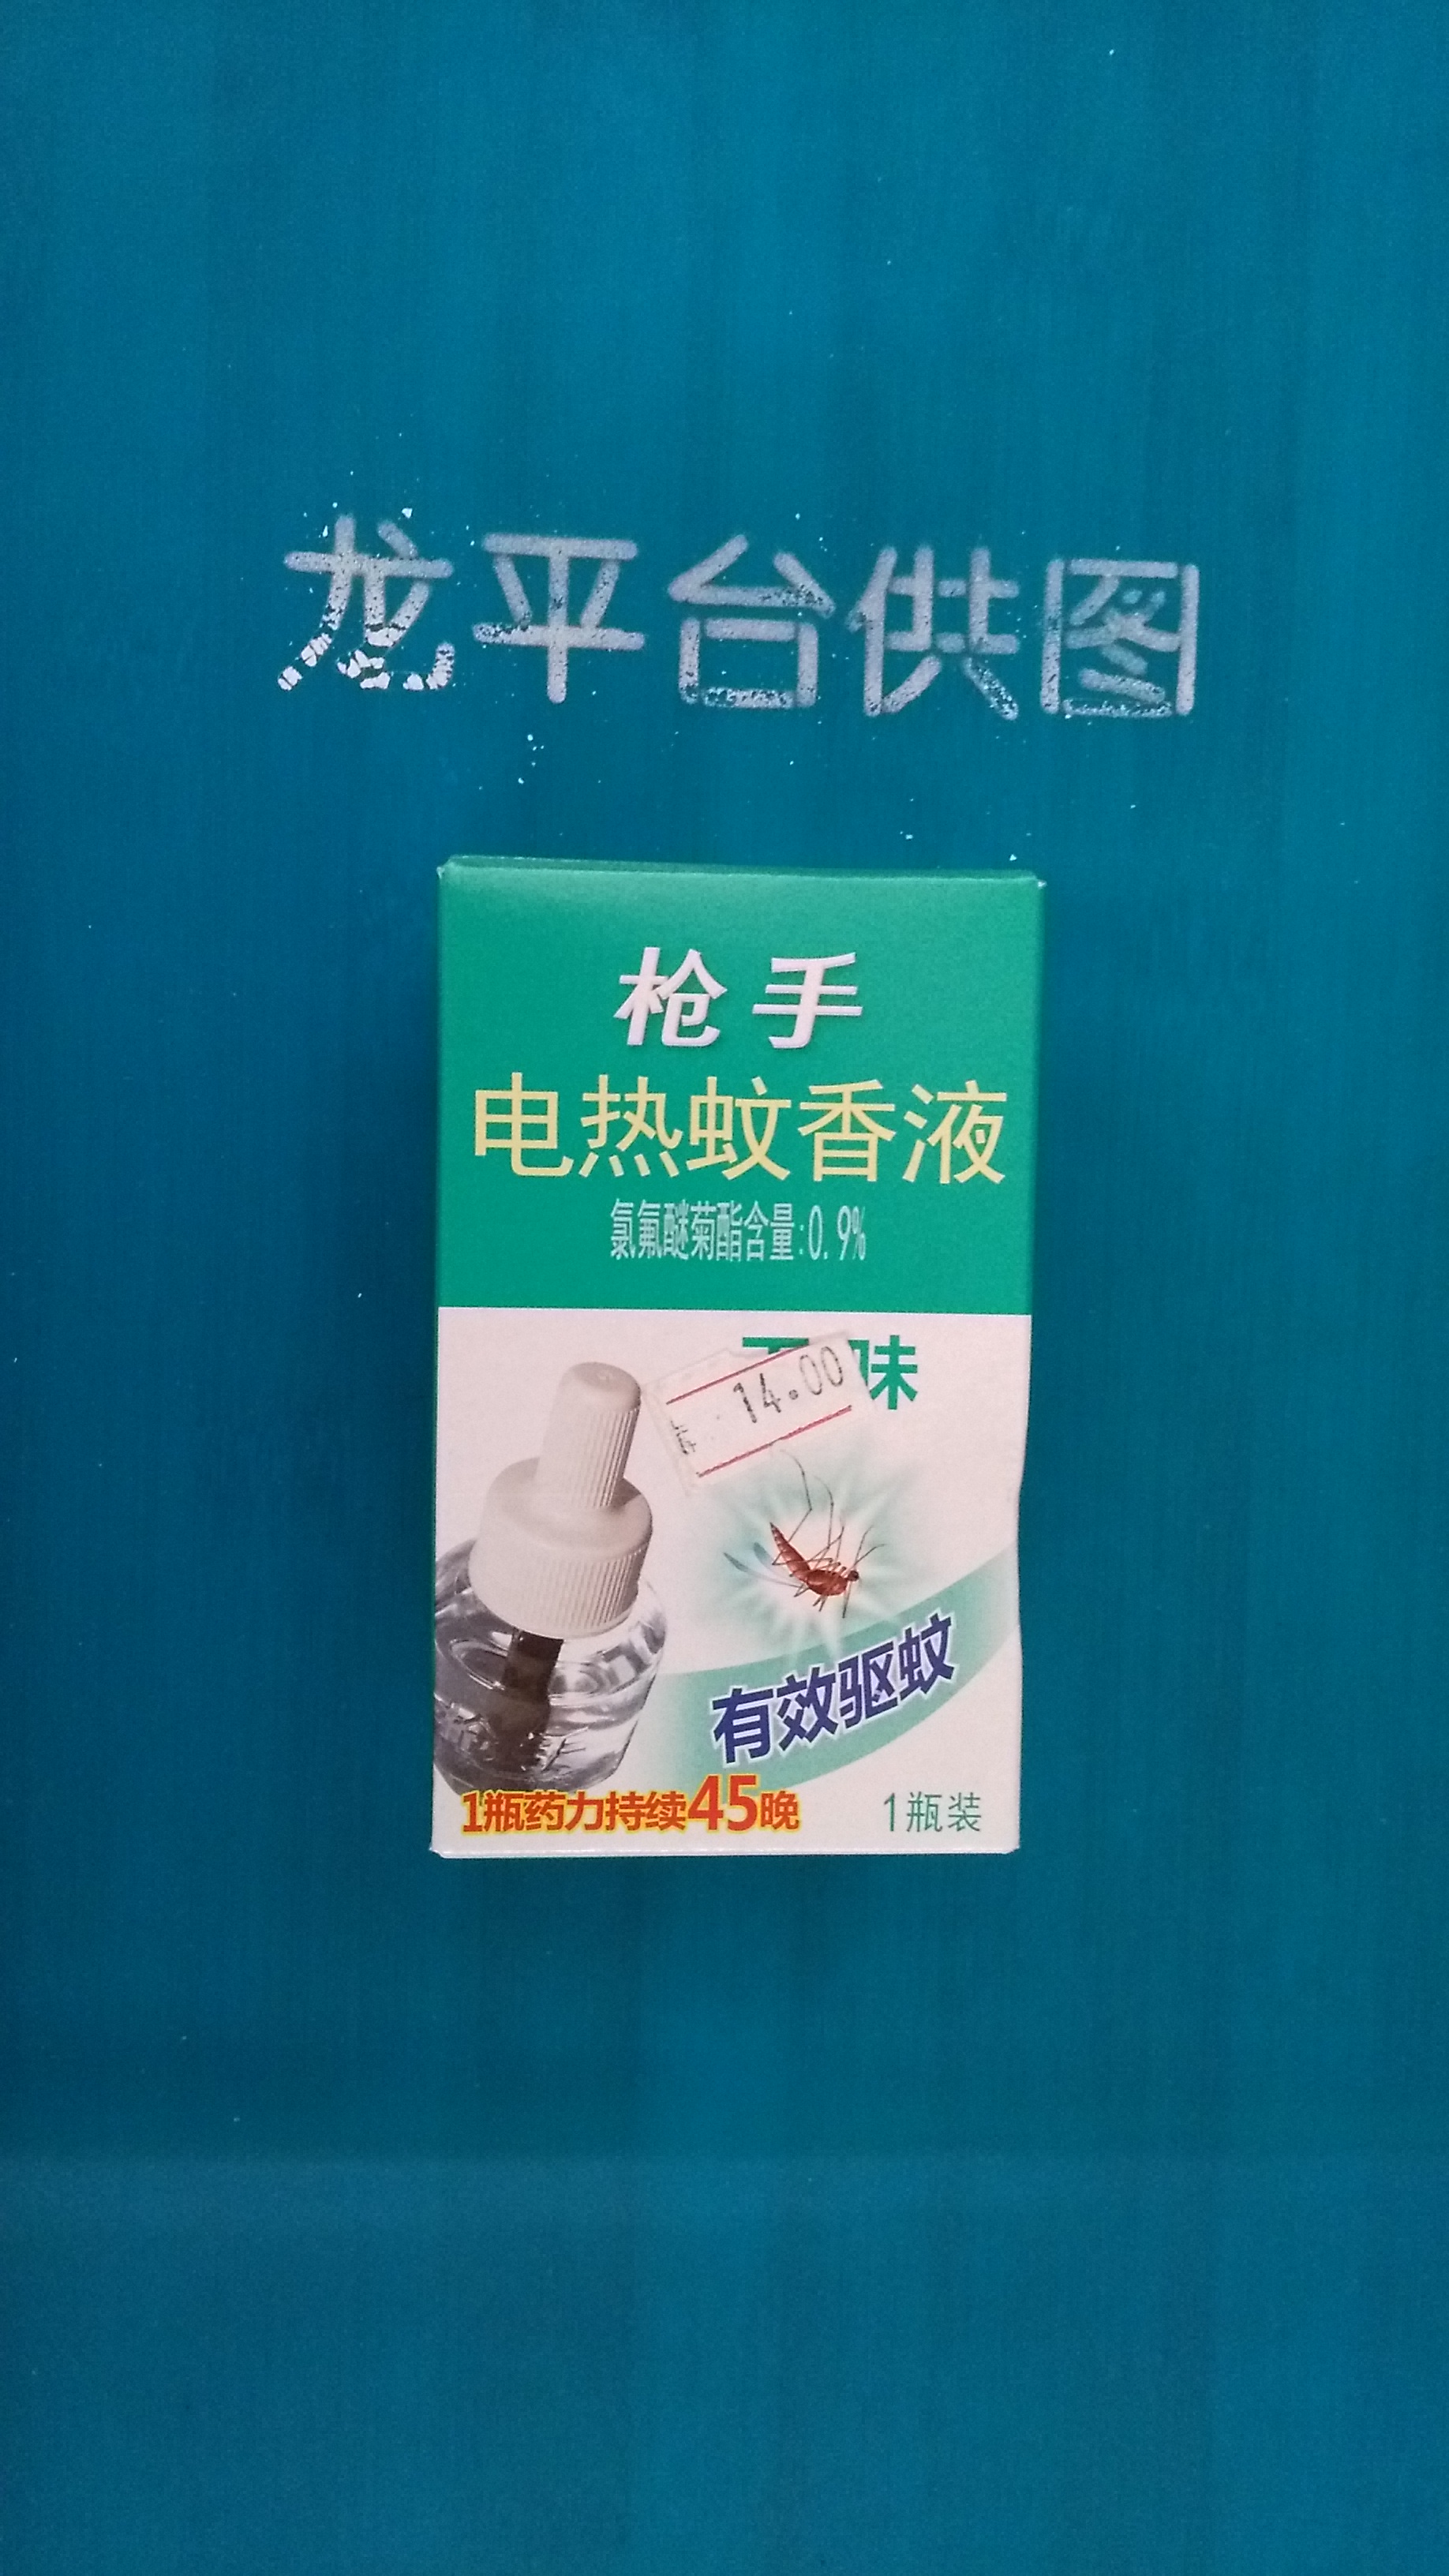 龙平台供图
枪手
电热蚊香液
氯氟醚菊酯含量:0.9%
味
14.00
有效驱蚊
1瓶药力持续45晚
1瓶装